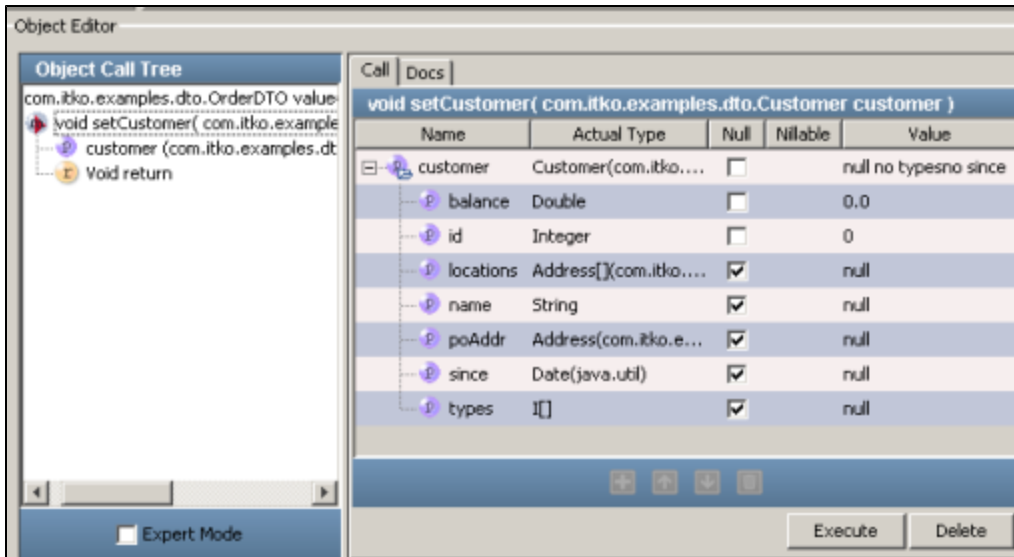 Object Editor
Object Call Tree
com.itko.examples.dto.OrderDTO value
void setCustomer( com.itko.example
P customer (com.itko.examples.dt
r Void return
Call Docs
void setCustomer( com.itko.examples.dto.Customer customer )
Name Actual Type Null Nillable Value
P customer Customer(com.itko.... null no typesno since
P balance Double 0.0
P id Integer 0
P locations Address[](com.itko.... null
P name String null
P poAddr Address(com.itko.e... null
P since Date(java.util) null
P types I[] null
Expert Mode
Execute Delete